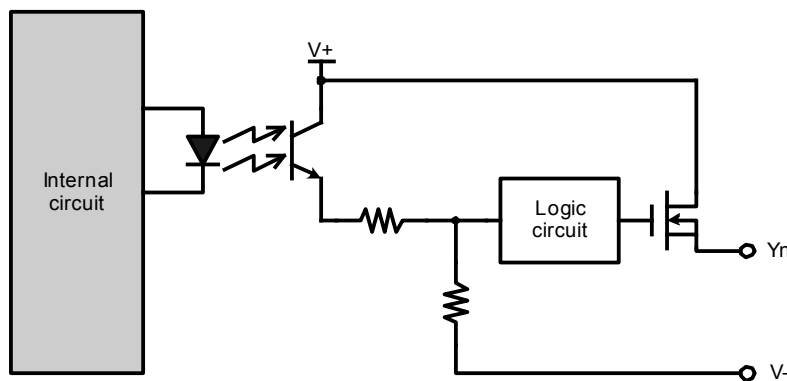 V+
Internal
circuit
Logic
circuit
Yn
V-